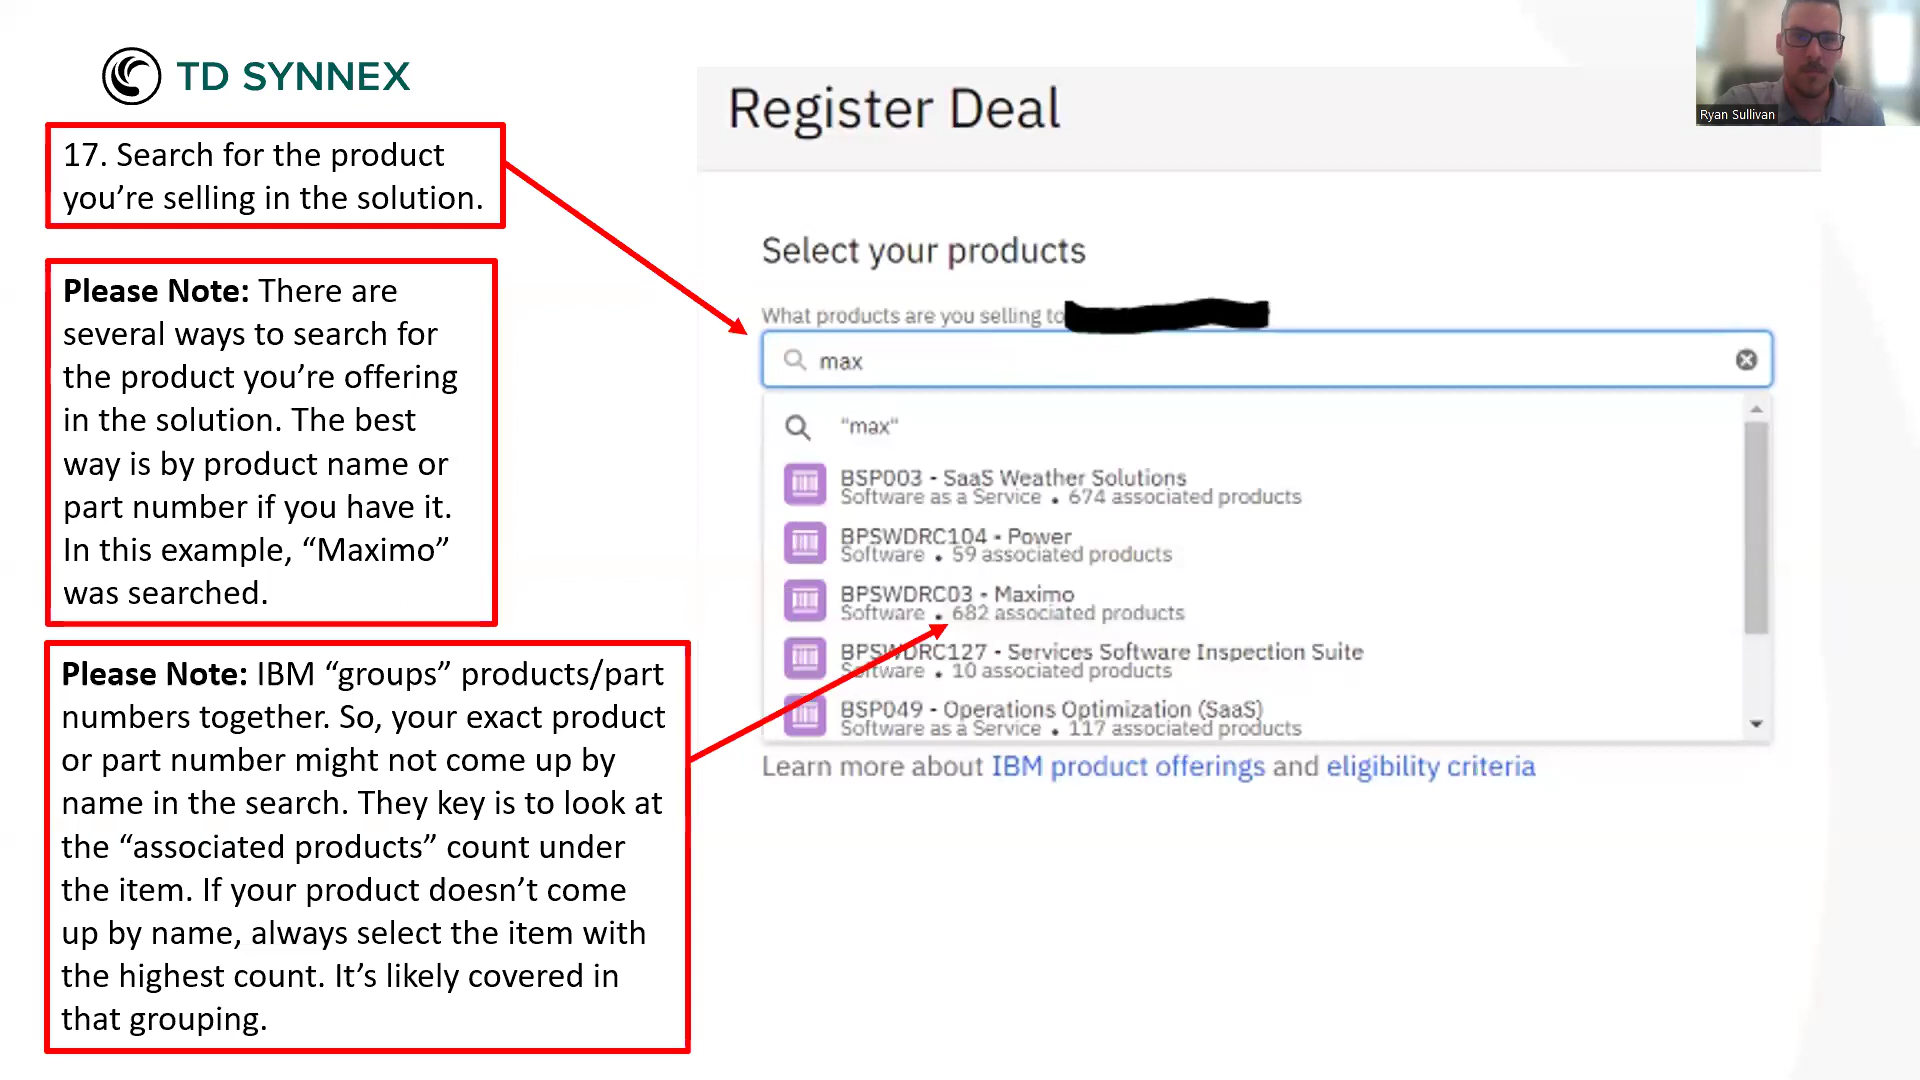 TD SYNNEX
17. Search for the product
you’re selling in the solution.
Please Note: There are
several ways to search for
the product you’re offering
in the solution. The best
way is by product name or
part number if you have it.
In this example, “Maximo”
was searched.
Please Note: IBM “groups” products/part
numbers together. So, your exact product
or part number might not come up by
name in the search. They key is to look at
the “associated products” count under
the item. If your product doesn’t come
up by name, always select the item with
the highest count. It’s likely covered in
that grouping.
Register Deal
Select your products
What products are you selling to
max
"max"
BSP003 - SaaS Weather Solutions
Software as a Service • 674 associated products
BPSWDRC104 - Power
Software • 59 associated products
BPSWDRC03 - Maximo
Software • 682 associated products
BPSWDRC127 - Services Software Inspection Suite
Software • 10 associated products
BSP049 - Operations Optimization (SaaS)
Software as a Service • 117 associated products
Learn more about IBM product offerings and eligibility criteria
Ryan Sullivan